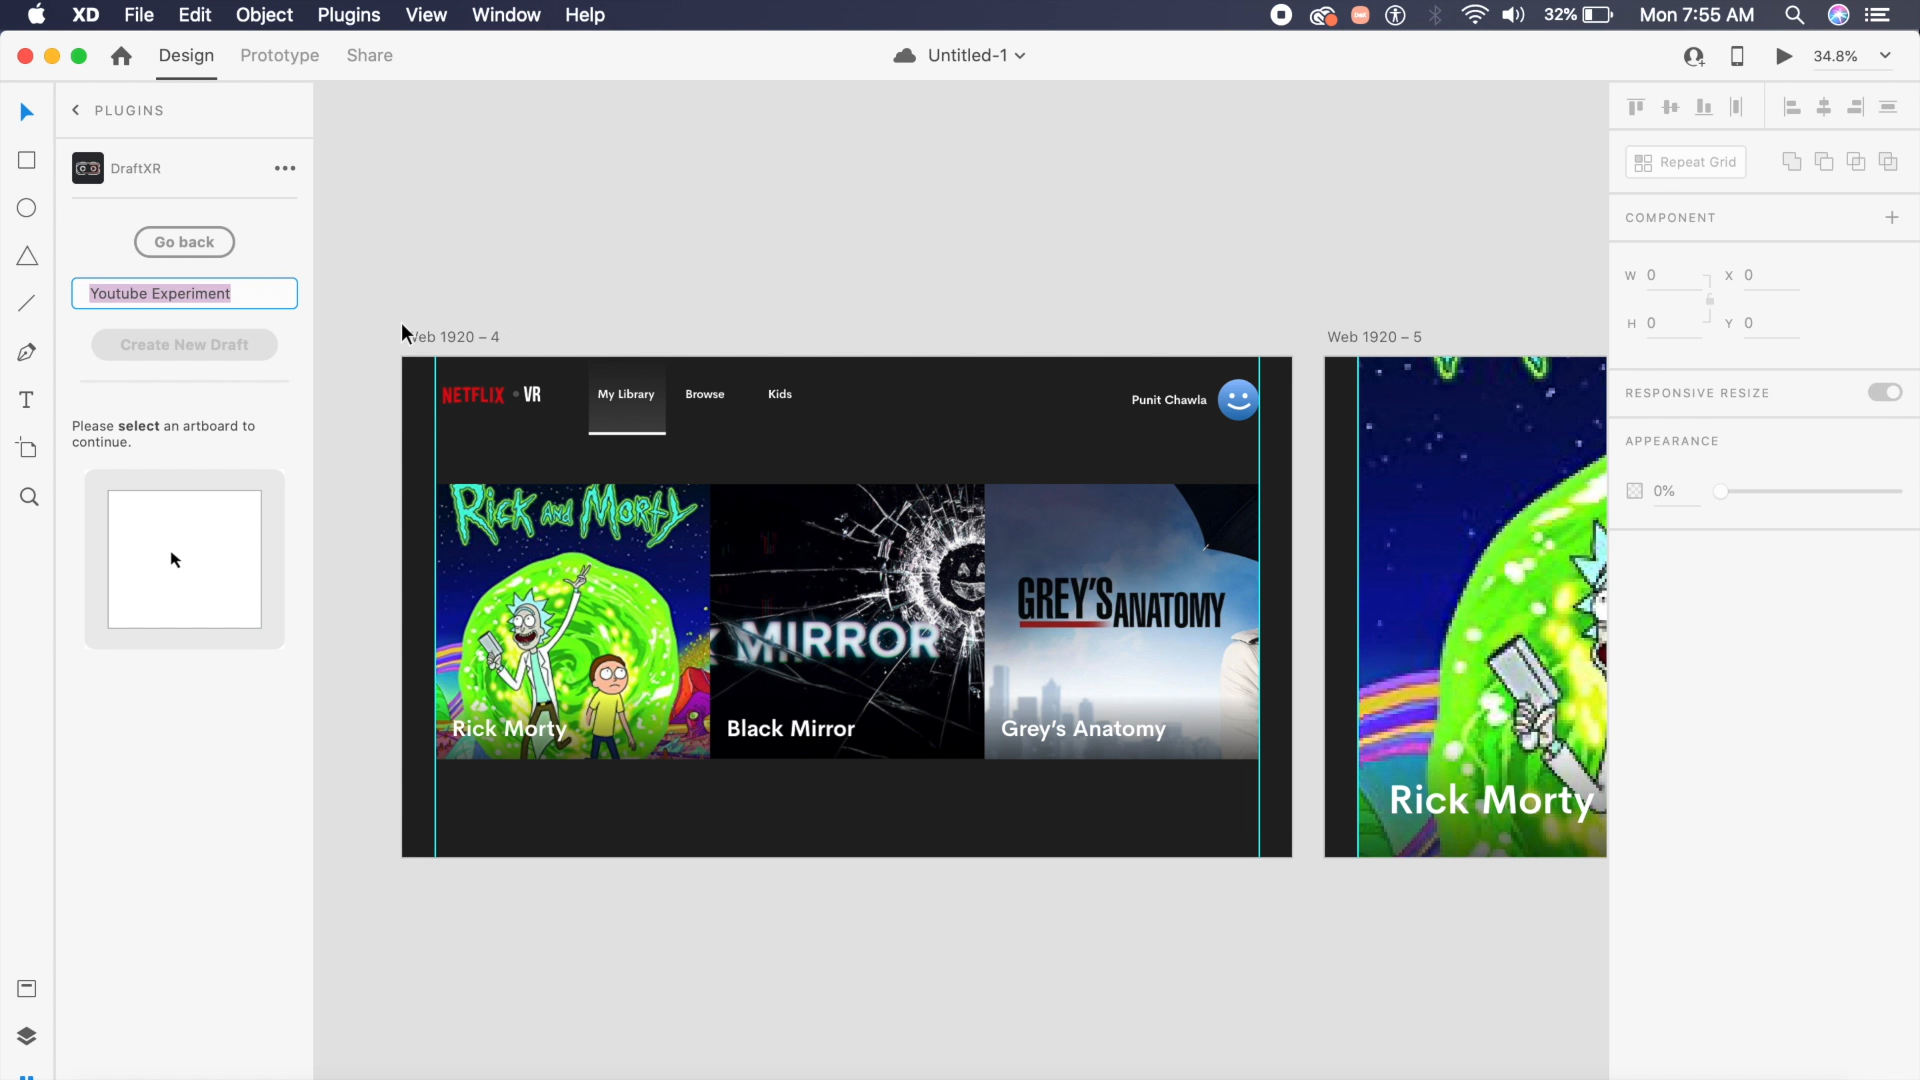 XD File Edit Object Plugins View Window Help 32% Mon 7:55 AM
Design Prototype Share Untitled-1 34.8%
PLUGINS
DraftXR
Go back
Youtube Experiment
Create New Draft
Please select an artboard to
continue.
Web 1920 – 4
NETFLIX • VR My Library Browse Kids Punit Chawla
RICK AND MORTY
MIRROR
GREY'S ANATOMY
Rick Morty Black Mirror Grey's Anatomy
Web 1920 – 5
Rick Morty
Repeat Grid
COMPONENT
W 0 X 0
H 0 Y 0
RESPONSIVE RESIZE
APPEARANCE
0%